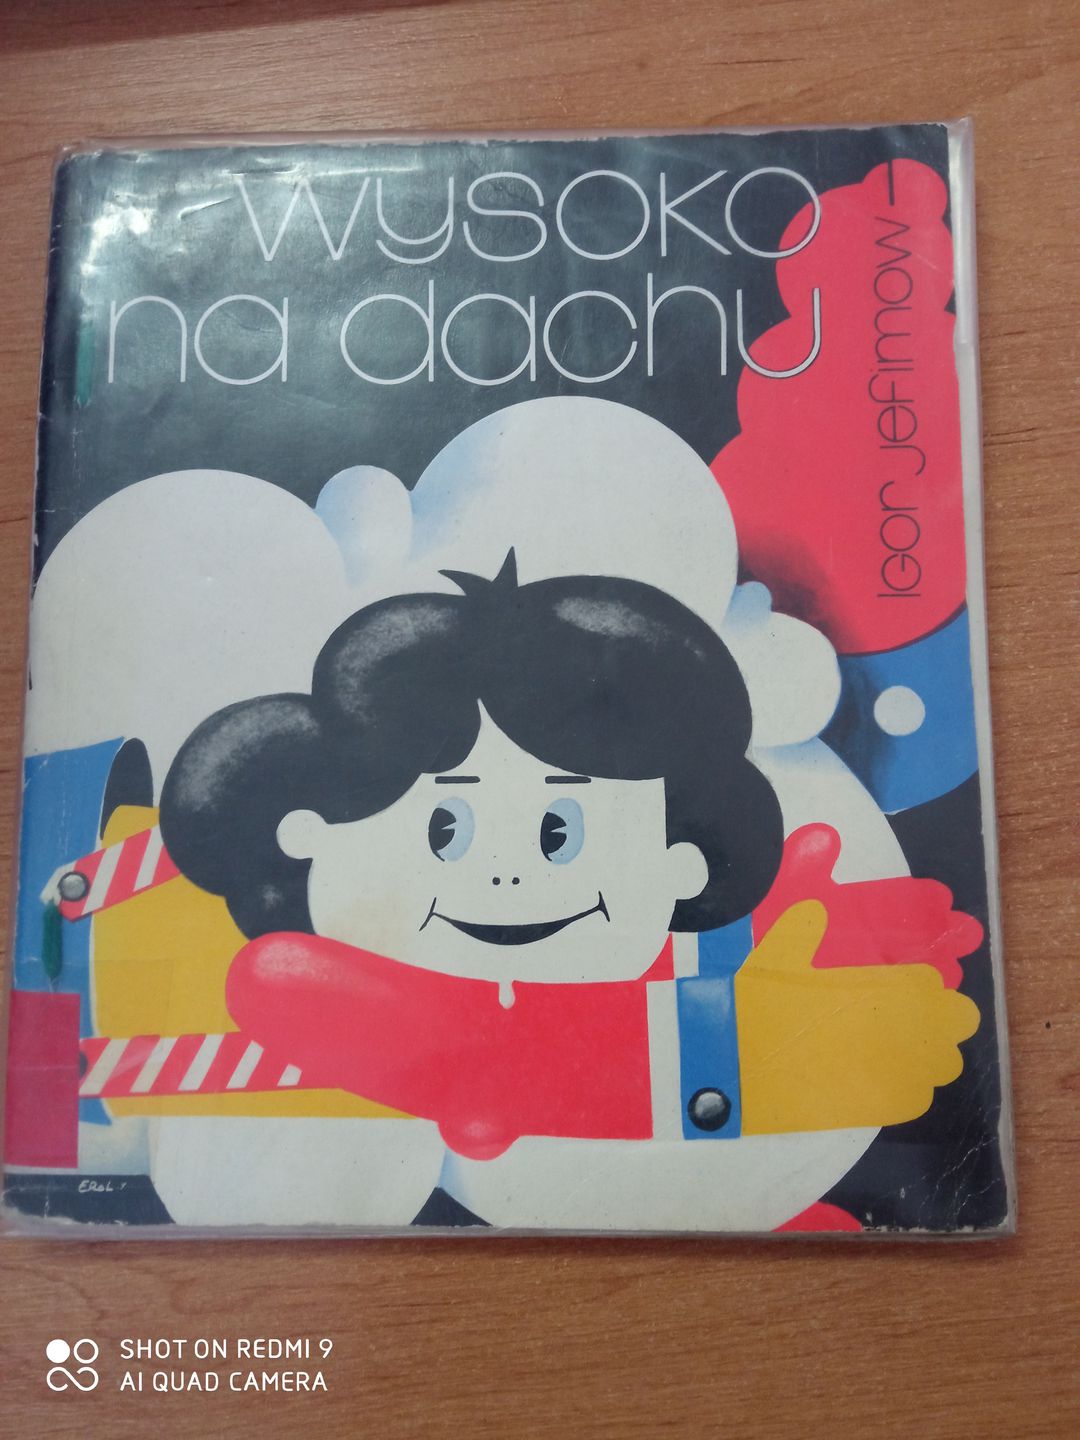 wysoko
na dachu
IGOR JEFIMOW
EROL
SHOT ON REDMI 9
AI QUAD CAMERA